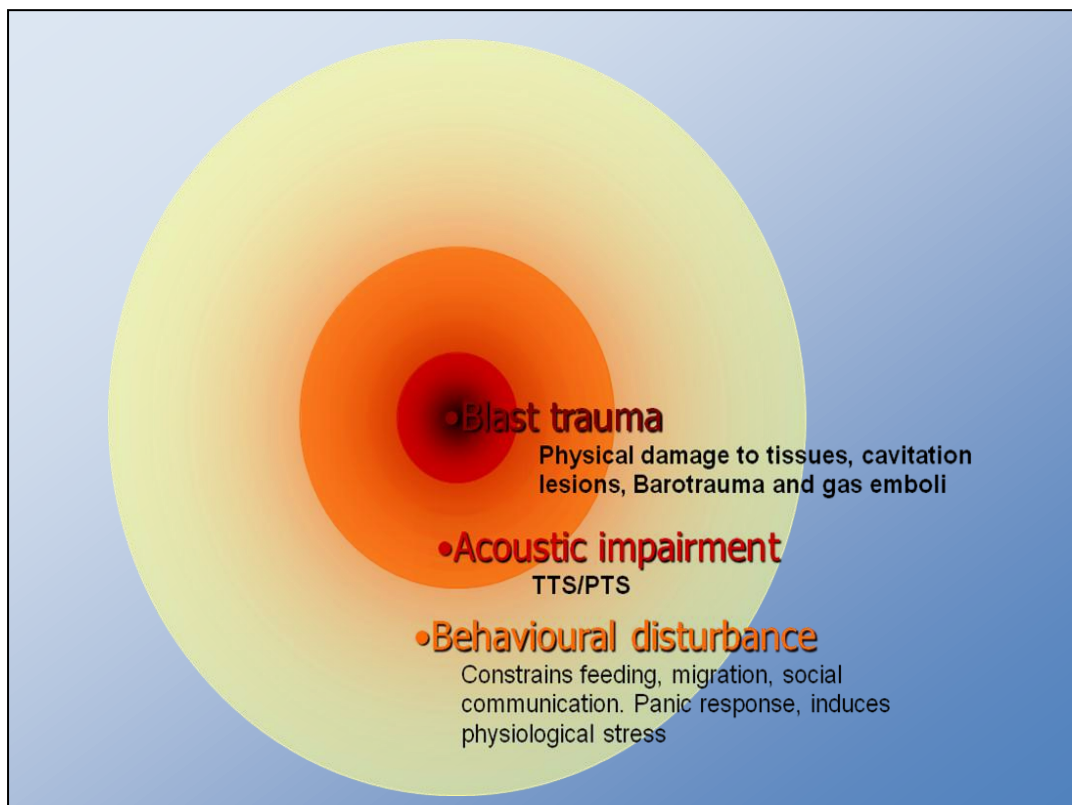 •Blast trauma
Physical damage to tissues, cavitation
lesions, Barotrauma and gas emboli
•Acoustic impairment
TTS/PTS
•Behavioural disturbance
Constrains feeding, migration, social
communication. Panic response, induces
physiological stress